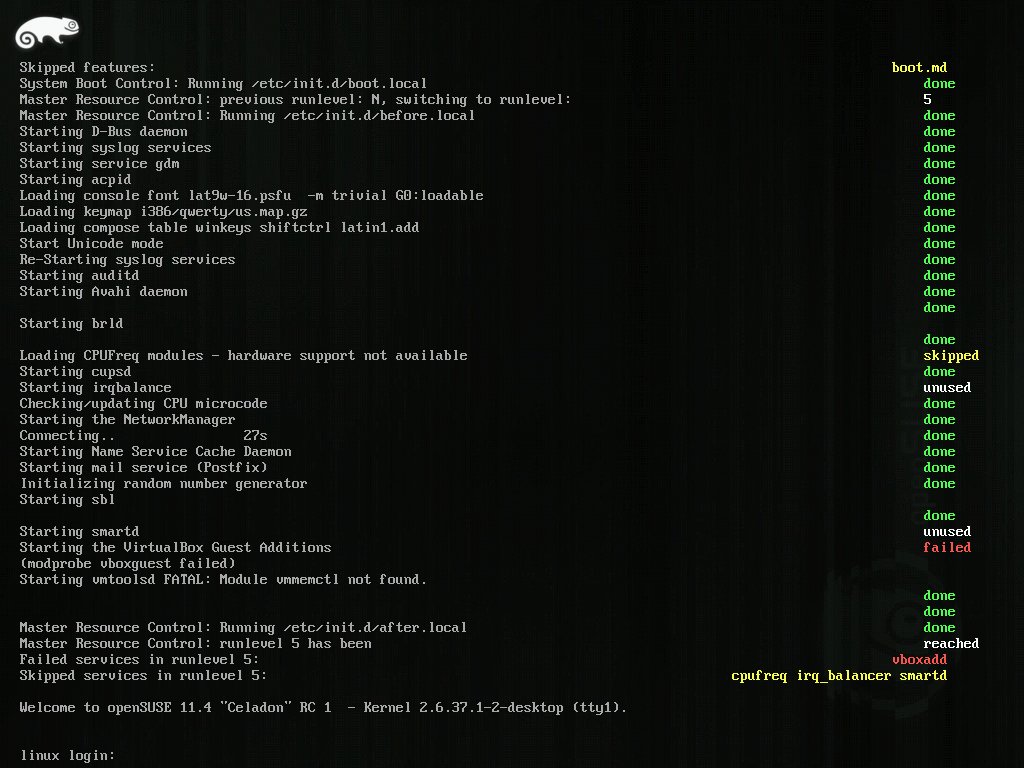 Skipped features: boot.md
System Boot Control: Running /etc/init.d/boot.local done
Master Resource Control: previous runlevel: N, switching to runlevel: 5
Master Resource Control: Running /etc/init.d/before.local done
Starting D-Bus daemon done
Starting syslog services done
Starting service gdm done
Starting acpid done
Loading console font lat9w-16.psfu  -m trivial G0:loadable done
Loading keymap i386/qwerty/us.map.gz done
Loading compose table winkeys shiftctrl latin1.add done
Start Unicode mode done
Re-Starting syslog services done
Starting auditd done
Starting Avahi daemon done
done
Starting brld
done
Loading CPUFreq modules - hardware support not available skipped
Starting cupsd done
Starting irqbalance unused
Checking/updating CPU microcode done
Starting the NetworkManager done
Connecting.. 27s done
Starting Name Service Cache Daemon done
Starting mail service (Postfix) done
Initializing random number generator done
Starting sbl
done
Starting smartd unused
Starting the VirtualBox Guest Additions failed
(modprobe vboxguest failed)
Starting vmtoolsd FATAL: Module vmmemctl not found.
done
done
Master Resource Control: Running /etc/init.d/after.local done
Master Resource Control: runlevel 5 has been reached
Failed services in runlevel 5: vboxadd
Skipped services in runlevel 5: cpufreq irq_balancer smartd
Welcome to openSUSE 11.4 "Celadon" RC 1  - Kernel 2.6.37.1-2-desktop (tty1).
linux login: